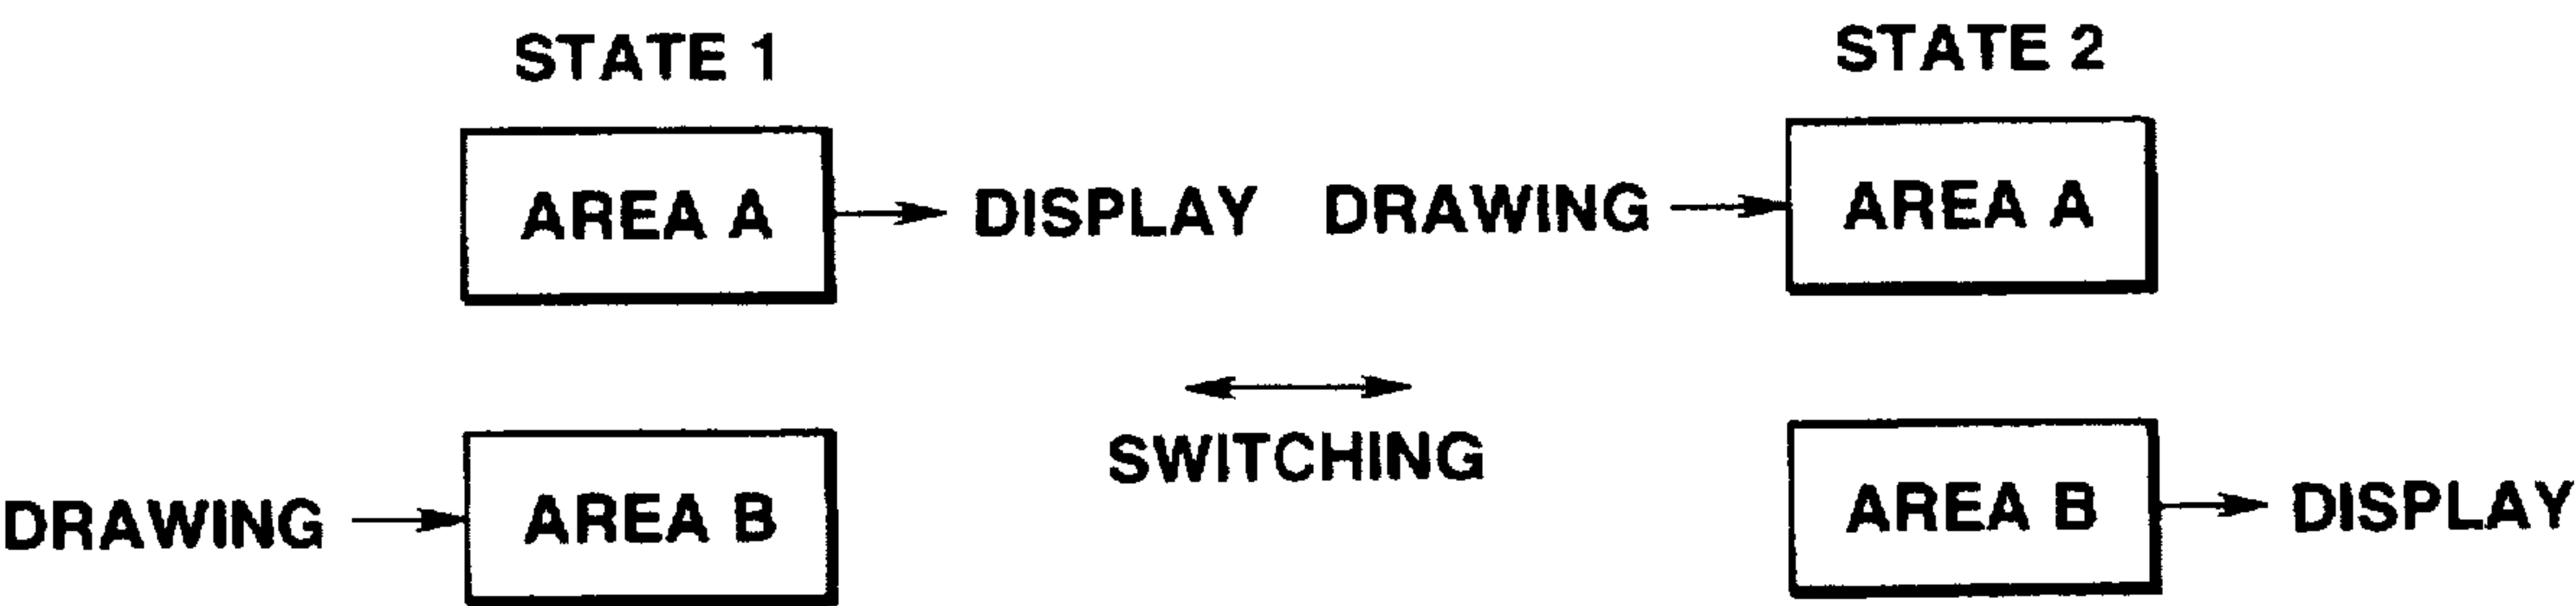 STATE 1
STATE 2
AREA A
DISPLAY
DRAWING
AREA A
SWITCHING
DRAWING
AREA B
AREA B
DISPLAY